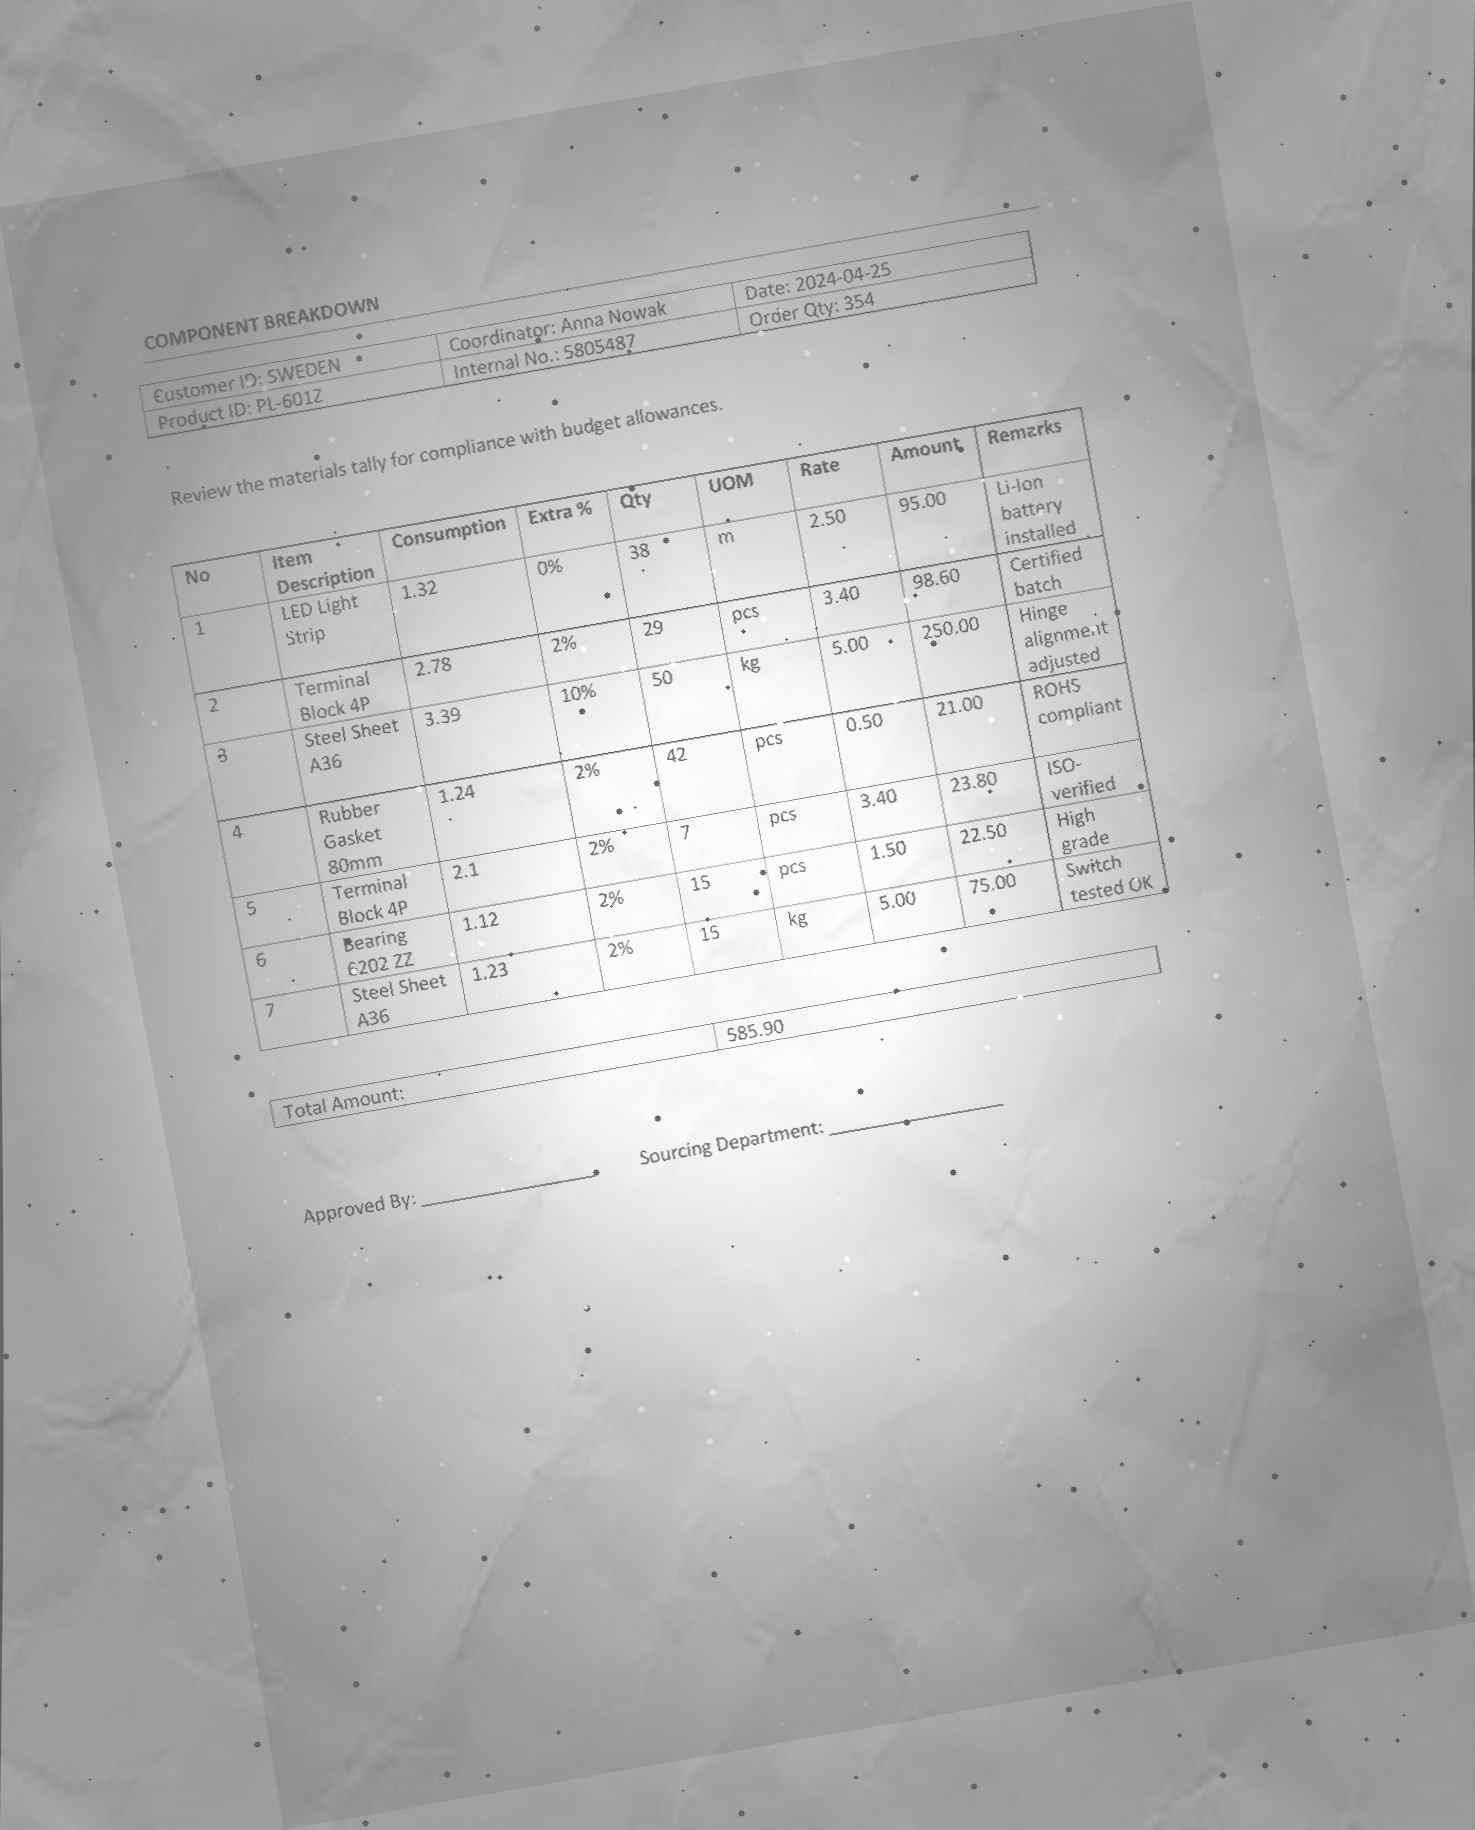 COMPONENT BREAKDOWN
Customer ID: SWEDEN Coordinator: Anna Nowak Date: 2024-04-25
Product ID: PL-601Z Internal No.: 5805487 Order Qty: 354
Review the materials tally for compliance with budget allowances.
No Item Description Consumption Extra % Qty UOM Rate Amount Remarks
1 LED Light Strip 1.32 0% 38 m 2.50 95.00 Li-Ion battery installed
2 Terminal Block 4P 2.78 2% 29 pcs 3.40 98.60 Certified batch
3 Steel Sheet A36 3.39 10% 50 kg 5.00 250.00 Hinge alignment adjusted
4 Rubber Gasket 80mm 1.24 2% 42 pcs 0.50 21.00 ROHS compliant
5 Terminal Block 4P 2.1 2% 7 pcs 3.40 23.80 ISO-verified
6 Bearing 6202 ZZ 1.12 2% 15 pcs 1.50 22.50 High grade
7 Steel Sheet A36 1.23 2% 15 kg 5.00 75.00 Switch tested OK
Total Amount: 585.90
Approved By: Sourcing Department: